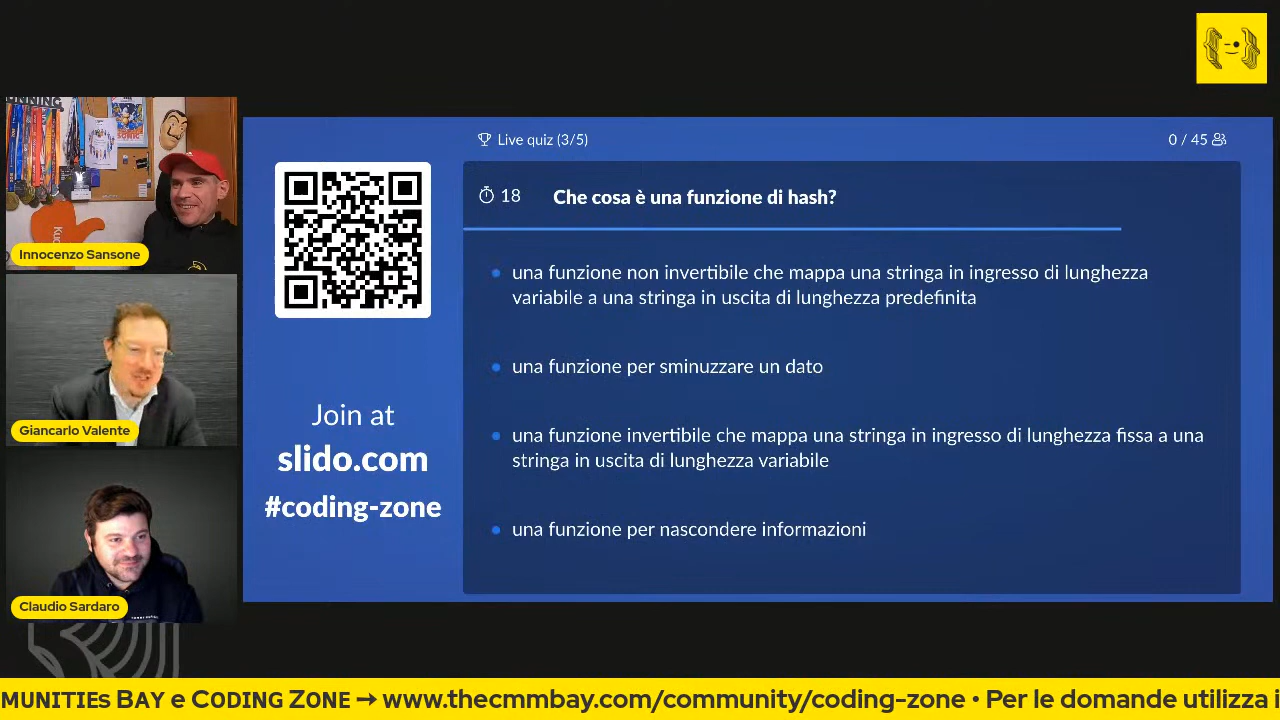 Live quiz (3/5)
0 / 45
18
Che cosa è una funzione di hash?
una funzione non invertibile che mappa una stringa in ingresso di lunghezza
variabile a una stringa in uscita di lunghezza predefinita
una funzione per sminuzzare un dato
una funzione invertibile che mappa una stringa in ingresso di lunghezza fissa a una
stringa in uscita di lunghezza variabile
una funzione per nascondere informazioni
Join at
slido.com
#coding-zone
Innocenzo Sansone
Giancarlo Valente
Claudio Sardaro
MUNITIEs BAY e CODING ZONE → www.thecmmbay.com/community/coding-zone • Per le domande utilizza i